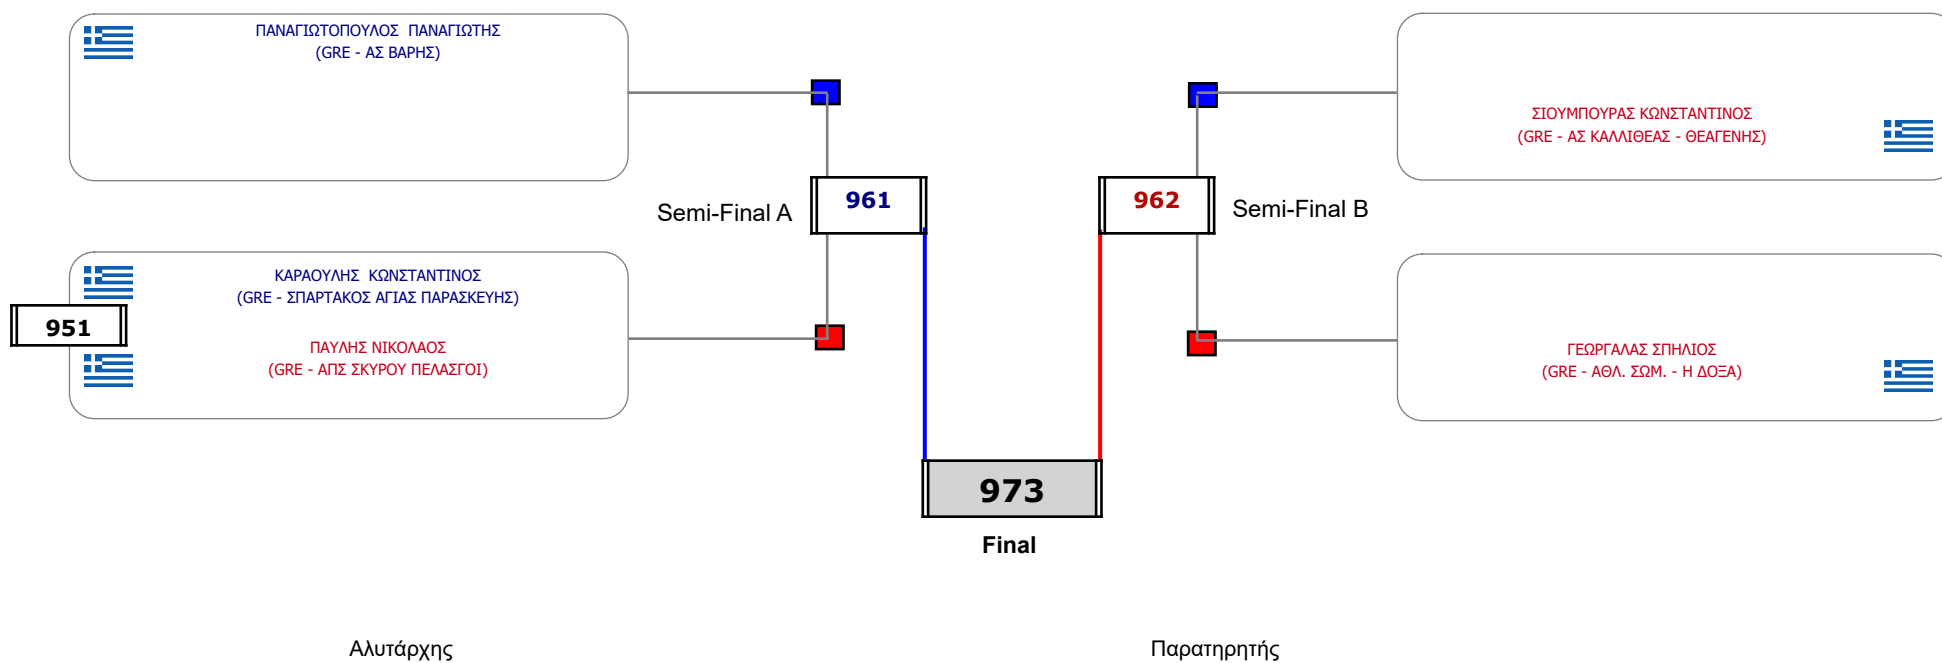 ΠΑΝΑΓΙΩΤΟΠΟΥΛΟΣ ΠΑΝΑΓΙΩΤΗΣ
(GRE - ΑΣ ΒΑΡΗΣ)
ΣΙΟΥΜΠΟΥΡΑΣ ΚΩΝΣΤΑΝΤΙΝΟΣ
(GRE - ΑΣ ΚΑΛΛΙΘΕΑΣ - ΘΕΑΓΕΝΗΣ)
Semi-Final A
961
962
Semi-Final B
ΚΑΡΑΟΥΛΗΣ ΚΩΝΣΤΑΝΤΙΝΟΣ
(GRE - ΣΠΑΡΤΑΚΟΣ ΑΓΙΑΣ ΠΑΡΑΣΚΕΥΗΣ)
951
ΠΑΥΛΗΣ ΝΙΚΟΛΑΟΣ
(GRE - ΑΠΣ ΣΚΥΡΟΥ ΠΕΛΑΣΓΟΙ)
ΓΕΩΡΓΑΛΑΣ ΣΠΗΛΙΟΣ
(GRE - ΑΘΛ. ΣΩΜ. - Η ΔΟΞΑ)
973
Final
Αλυτάρχης
Παρατηρητής